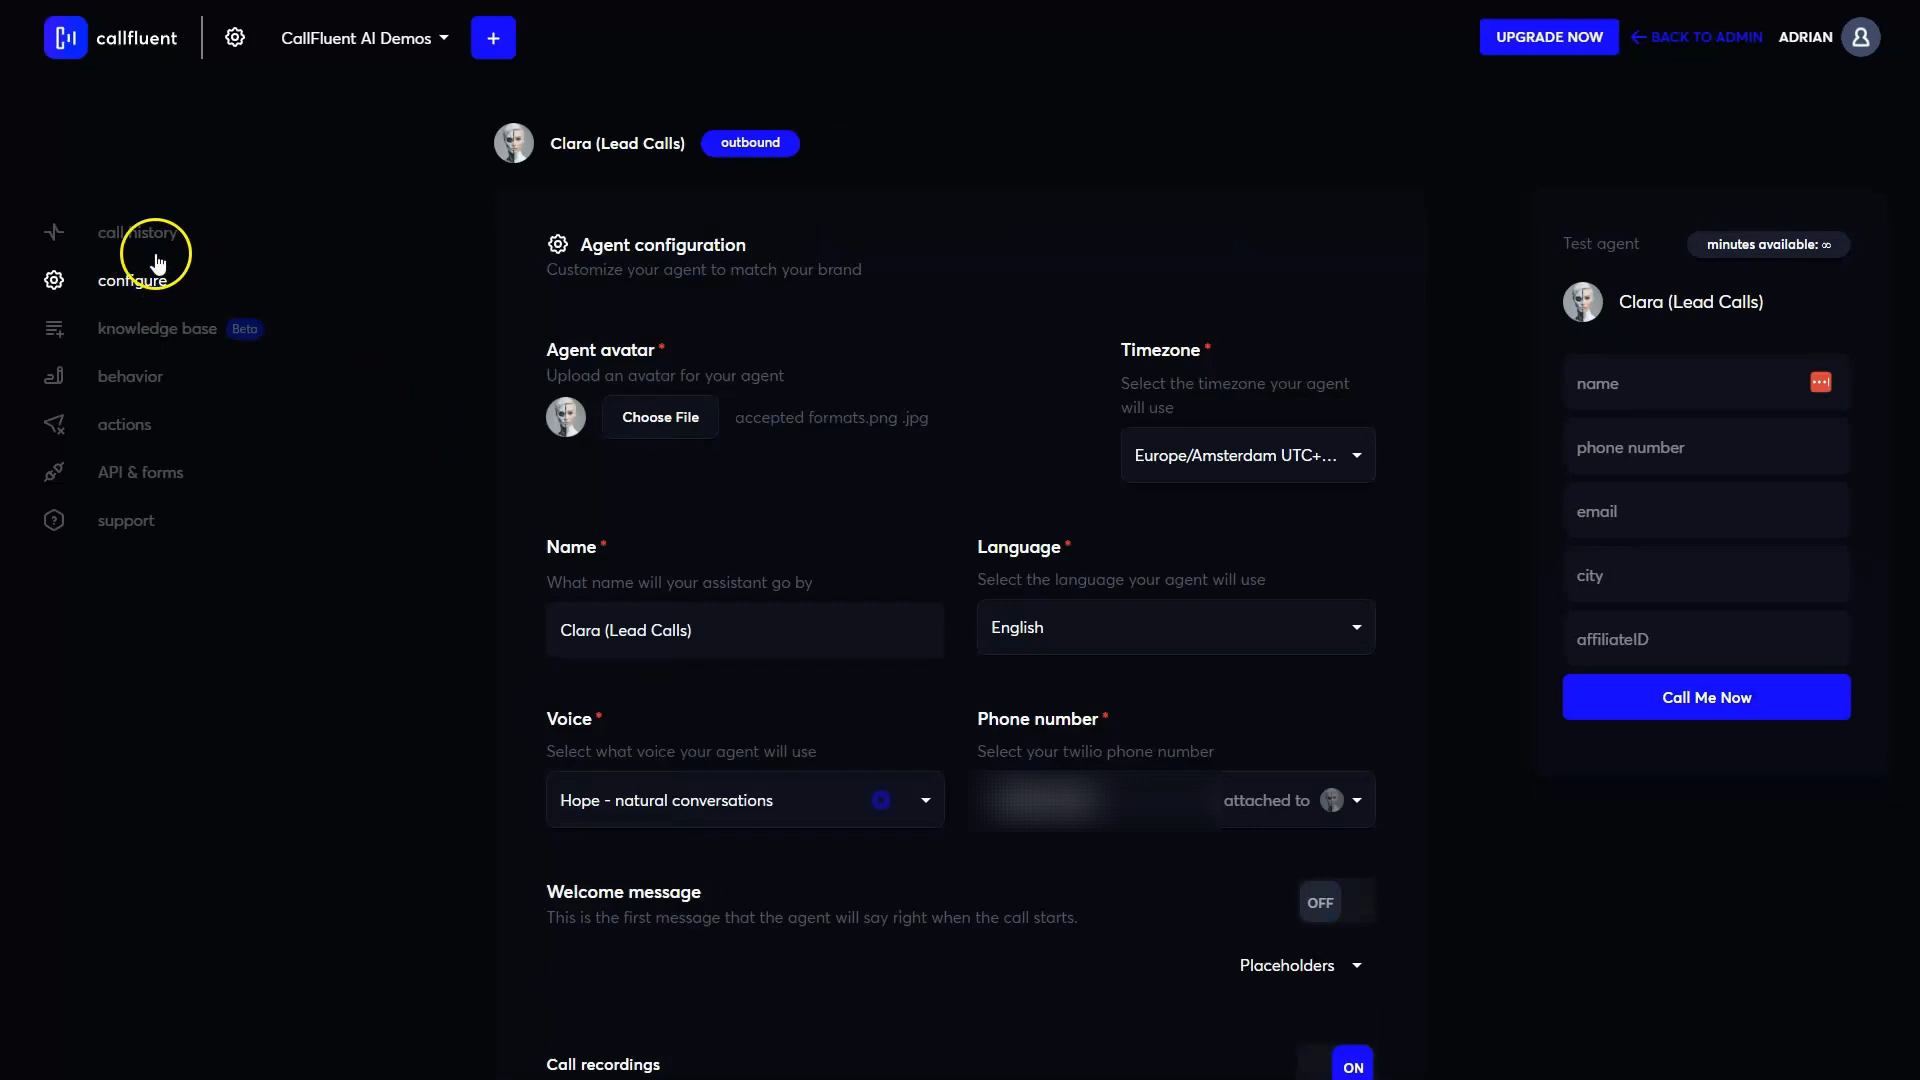 callfluent
CallFluent AI Demos
+
UPGRADE NOW
BACK TO ADMIN
ADRIAN
Clara (Lead Calls)
outbound
call history
configure
knowledge base Beta
behavior
actions
API & forms
support
Agent configuration
Customize your agent to match your brand
Agent avatar *
Upload an avatar for your agent
Choose File
accepted formats.png .jpg
Timezone *
Select the timezone your agent
will use
Europe/Amsterdam UTC+...
Name *
What name will your assistant go by
Clara (Lead Calls)
Language *
Select the language your agent will use
English
Voice *
Select what voice your agent will use
Hope - natural conversations
Phone number *
Select your twilio phone number
attached to
Welcome message
This is the first message that the agent will say right when the call starts.
OFF
Placeholders
Call recordings
ON
Test agent
minutes available: ∞
Clara (Lead Calls)
name
phone number
email
city
affiliateID
Call Me Now